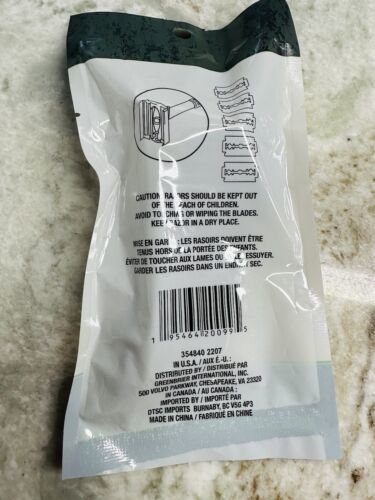 CAUTION: RAZORS SHOULD BE KEPT OUT
OF THE REACH OF CHILDREN.
AVOID TOUCHING OR WIPING THE BLADES.
KEEP RAZOR IN A DRY PLACE.
MISE EN GARDE : LES RASOIRS DOIVENT ÊTRE
TENUS HORS DE LA PORTÉE DES ENFANTS.
ÉVITER DE TOUCHER AUX LAMES OU DE LES ESSUYER.
GARDER LES RASOIRS DANS UN ENDROIT SEC.
1 95464 20099 5
354840 2207
IN U.S.A. / AUX É.-U. :
DISTRIBUTED BY / DISTRIBUÉ PAR
GREENBRIER INTERNATIONAL, INC.
500 VOLVO PARKWAY, CHESAPEAKE, VA 23320
IN CANADA / AU CANADA :
IMPORTED BY / IMPORTÉ PAR
DTSC IMPORTS BURNABY, BC V5G 4P3
MADE IN CHINA / FABRIQUÉ EN CHINE